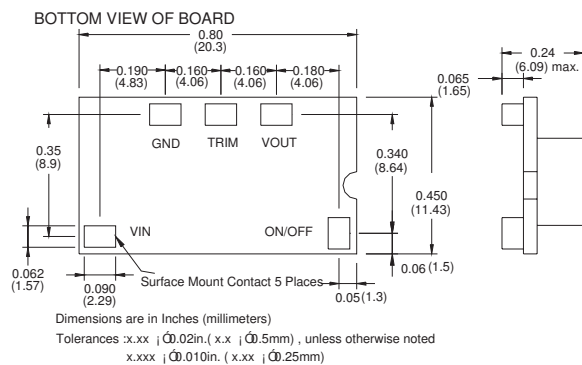 BOTTOM VIEW OF BOARD
0.80
(20.3)
0.24
(6.09) max.
0.190
(4.83)
0.160
(4.06)
0.160
(4.06)
0.180
(4.06)
0.065
(1.65)
GND
TRIM
VOUT
0.35
(8.9)
0.340
(8.64)
0.450
(11.43)
VIN
ON/OFF
0.062
(1.57)
0.090
(2.29)
Surface Mount Contact 5 Places
0.06 (1.5)
0.05 (1.3)
Dimensions are in Inches (millimeters)
Tolerances :x.xx ¡Ó0.02in.( x.x ¡Ó0.5mm) , unless otherwise noted
x.xxx ¡Ó0.010in. ( x.xx ¡Ó0.25mm)